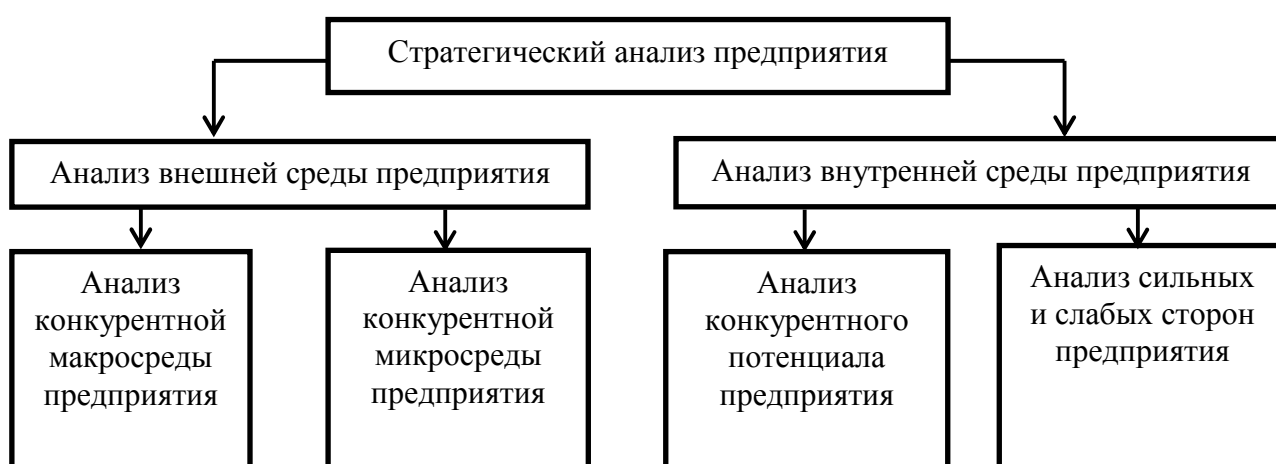 Стратегический анализ предприятия
Анализ внешней среды предприятия
Анализ внутренней среды предприятия
Анализ
конкурентной
макросреды
предприятия
Анализ
конкурентной
микросреды
предприятия
Анализ
конкурентного
потенциала
предприятия
Анализ сильных
и слабых сторон
предприятия